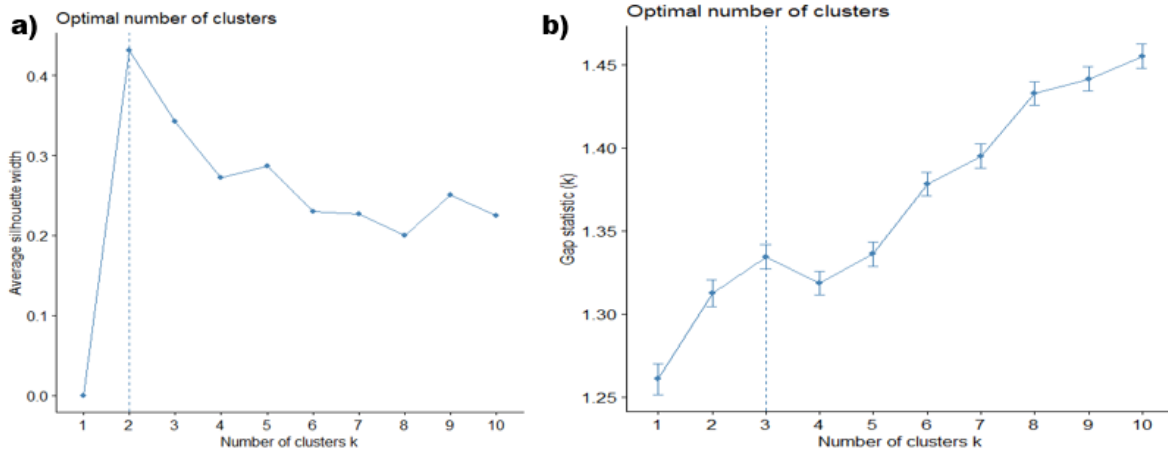 a)
Optimal number of clusters
Average silhouette width
0.4
0.3
0.2
0.1
0.0
1 2 3 4 5 6 7 8 9 10
Number of clusters k
b)
Optimal number of clusters
Gap statistic (k)
1.45
1.40
1.35
1.30
1.25
1 2 3 4 5 6 7 8 9 10
Number of clusters k